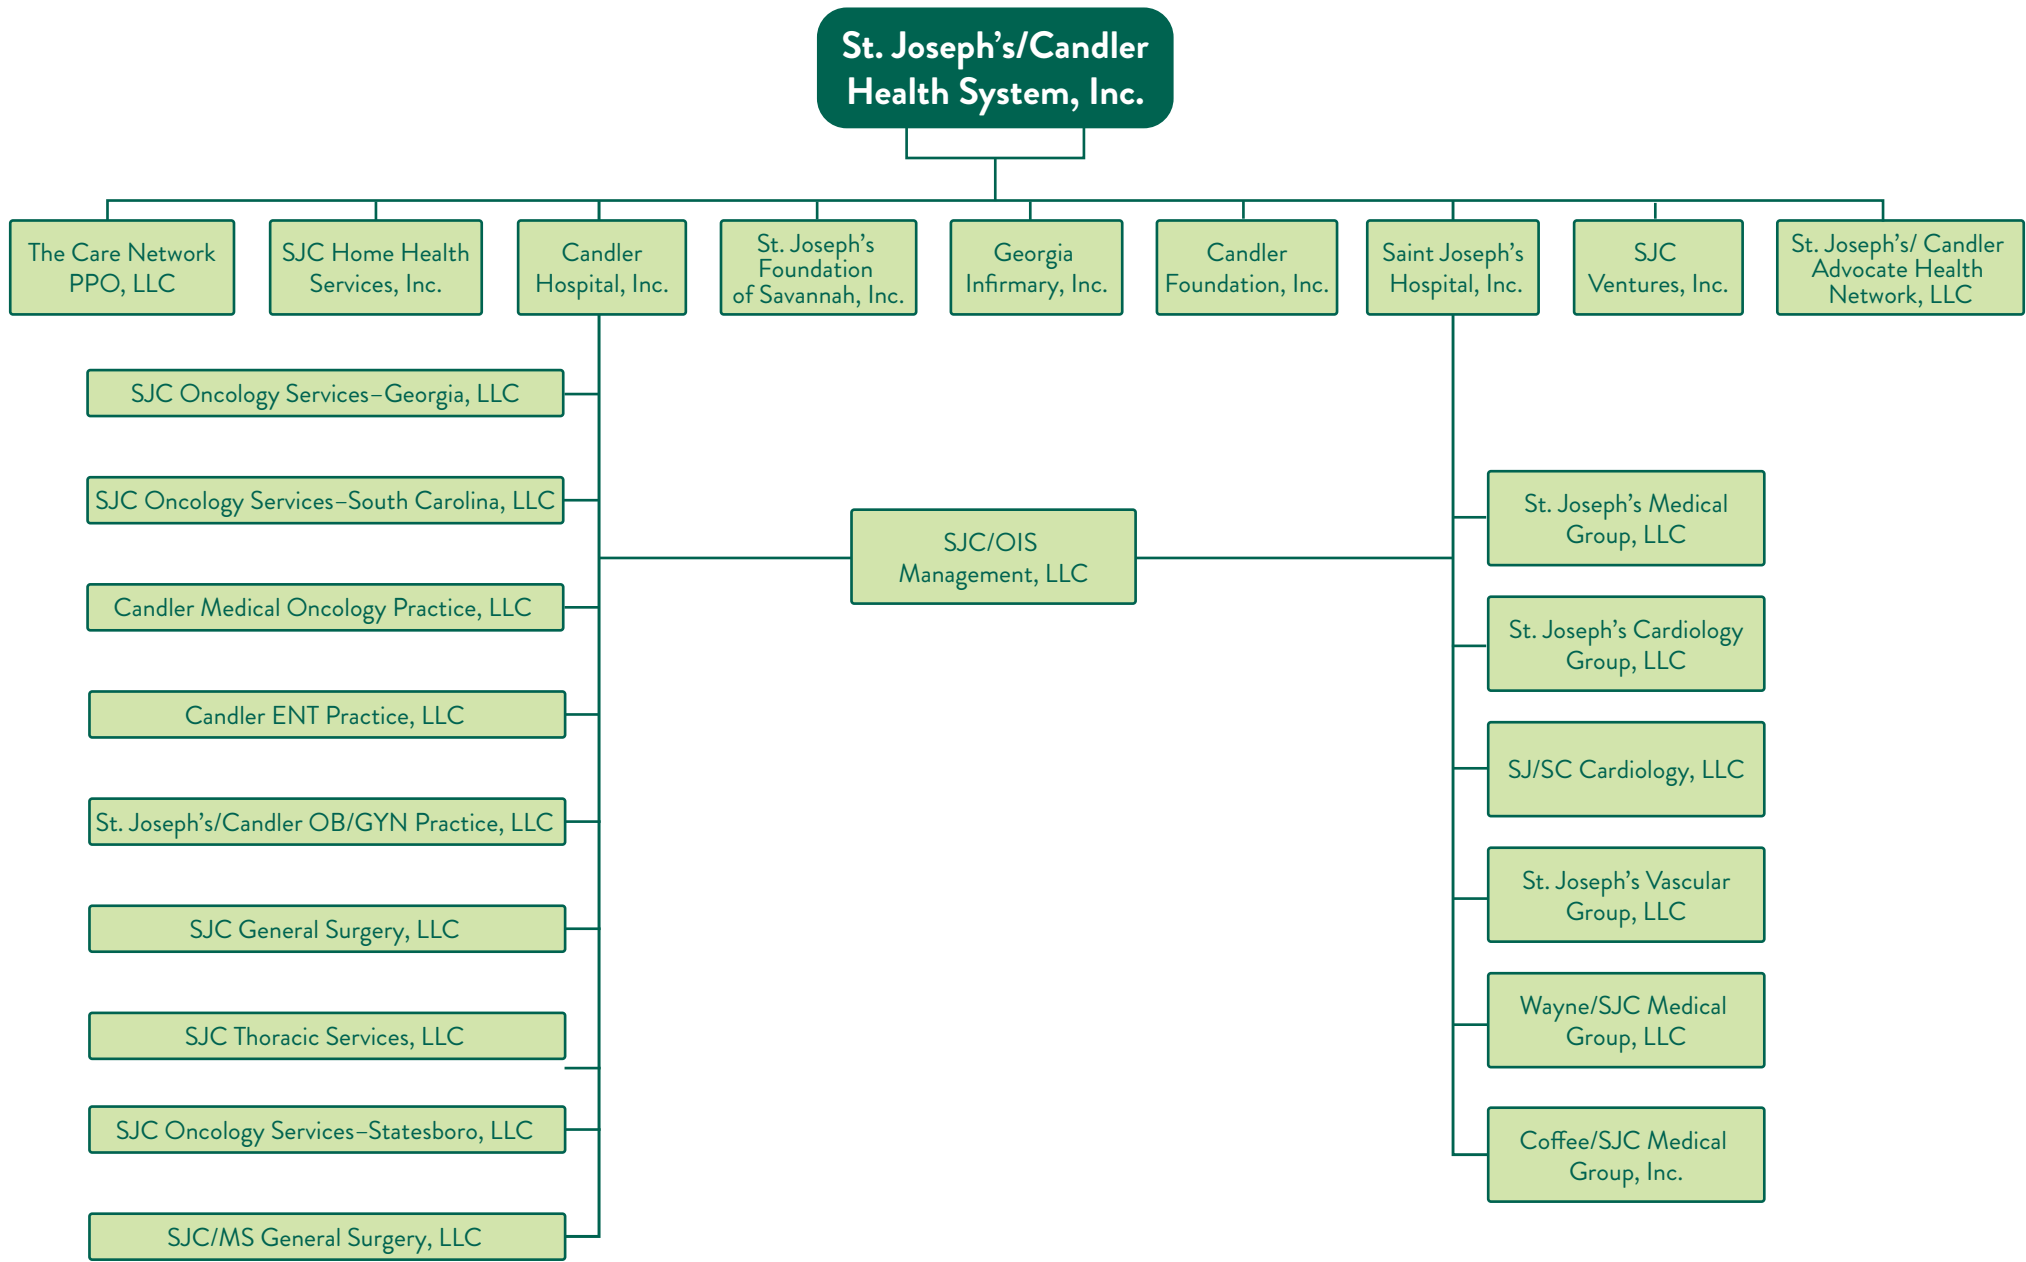 St. Joseph’s/Candler
Health System, Inc.
The Care Network
PPO, LLC
SJC Home Health
Services, Inc.
Candler
Hospital, Inc.
St. Joseph’s
Foundation
of Savannah, Inc.
Georgia
Infirmary, Inc.
Candler
Foundation, Inc.
Saint Joseph’s
Hospital, Inc.
SJC
Ventures, Inc.
St. Joseph’s/ Candler
Advocate Health
Network, LLC
SJC Oncology Services–Georgia, LLC
SJC Oncology Services–South Carolina, LLC
Candler Medical Oncology Practice, LLC
Candler ENT Practice, LLC
St. Joseph’s/Candler OB/GYN Practice, LLC
SJC General Surgery, LLC
SJC Thoracic Services, LLC
SJC Oncology Services–Statesboro, LLC
SJC/MS General Surgery, LLC
SJC/OIS
Management, LLC
St. Joseph’s Medical
Group, LLC
St. Joseph’s Cardiology
Group, LLC
SJ/SC Cardiology, LLC
St. Joseph’s Vascular
Group, LLC
Wayne/SJC Medical
Group, LLC
Coffee/SJC Medical
Group, Inc.